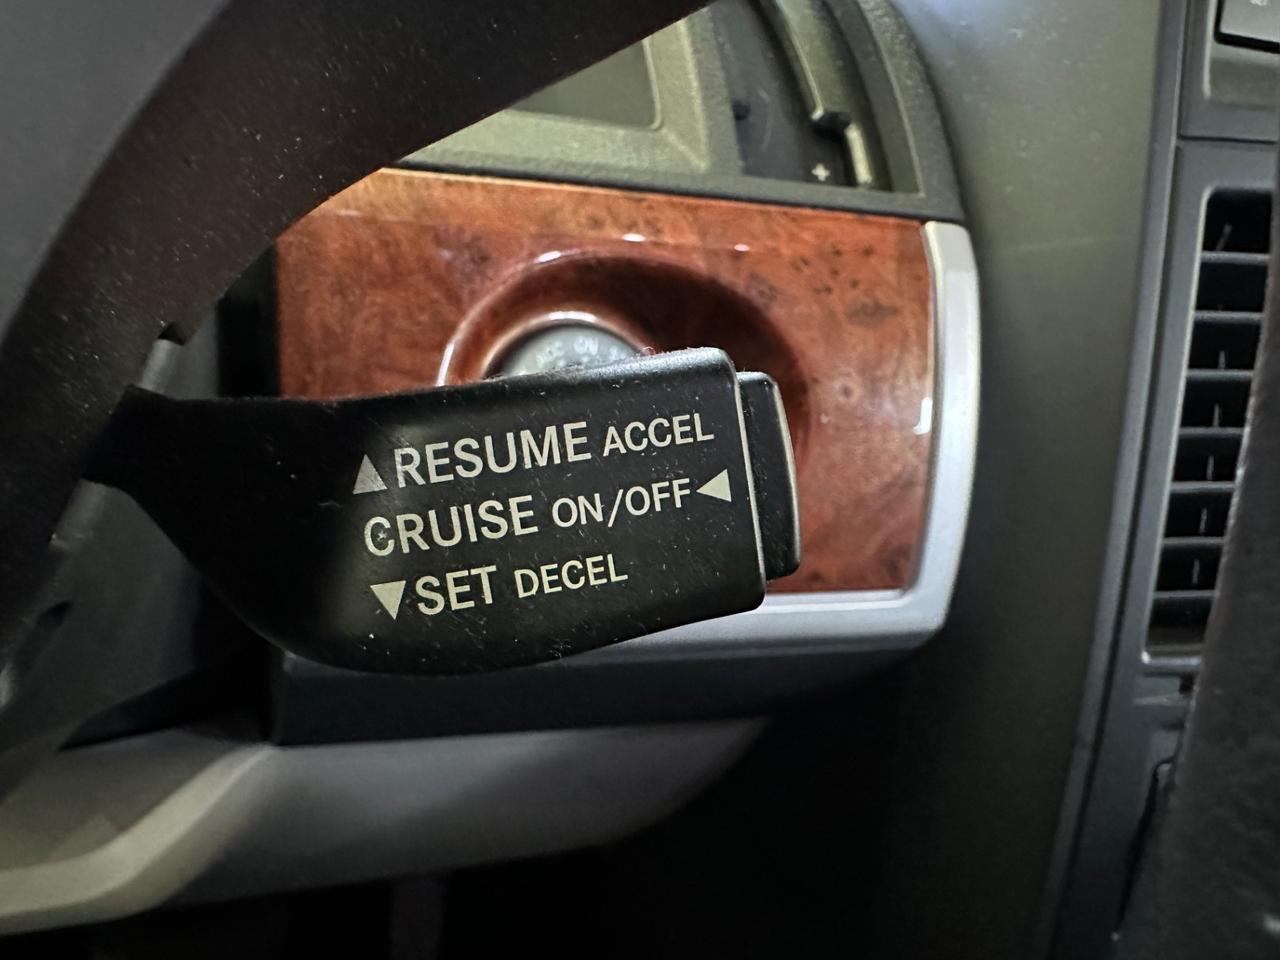 ▲RESUME ACCEL
CRUISE ON/OFF◀
▼SET DECEL